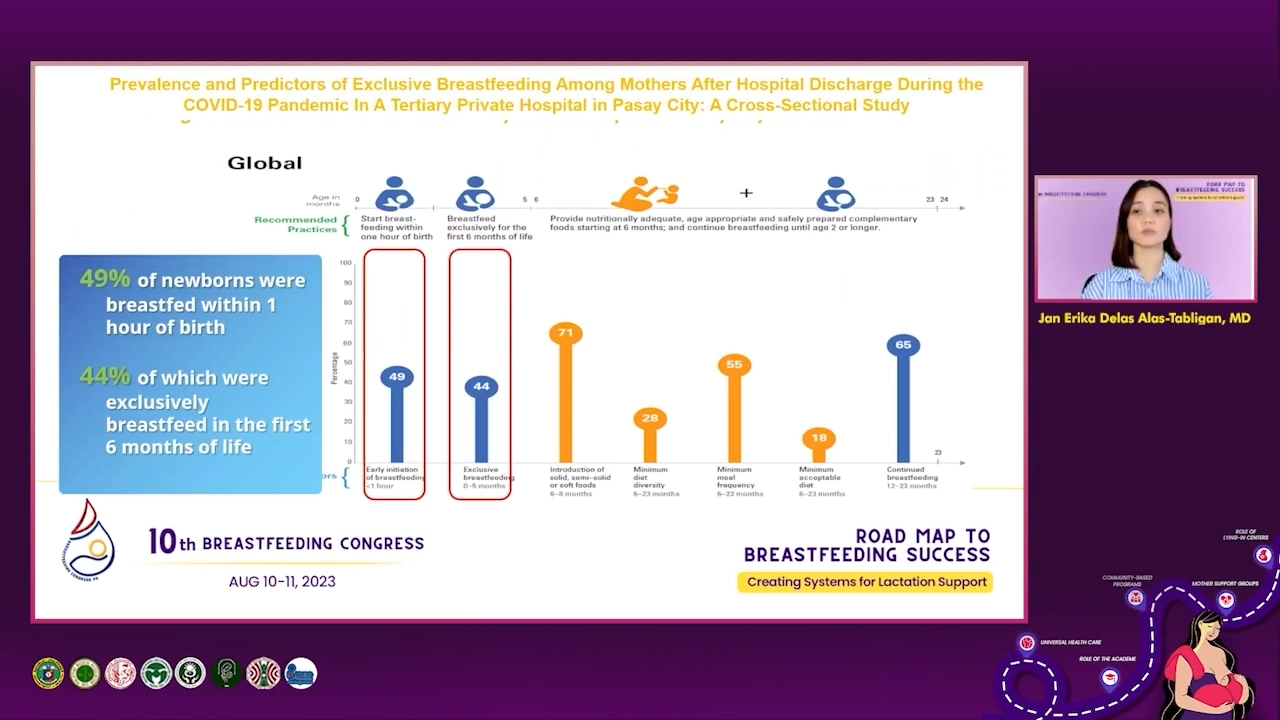 Prevalence and Predictors of Exclusive Breastfeeding Among Mothers After Hospital Discharge During the
COVID-19 Pandemic In A Tertiary Private Hospital in Pasay City: A Cross-Sectional Study
Global
Age in
months
0
5 6
+
23 24
Recommended
Practices
Start breast-
feeding within
one hour of birth
Breastfeed
exclusively for the
first 6 months of life
Provide nutritionally adequate, age appropriate and safely prepared complementary
foods starting at 6 months; and continue breastfeeding until age 2 or longer.
49% of newborns were
breastfed within 1
hour of birth
44% of which were
exclusively
breastfeed in the first
6 months of life
Percentage
100
90
80
70
60
50
40
30
20
10
0
49
44
71
28
55
18
65
23
ors
Early initiation
of breastfeeding
<1 hour
Exclusive
breastfeeding
0–5 months
Introduction of
solid, semi-solid
or soft foods
6–8 months
Minimum
diet
diversity
6–23 months
Minimum
meal
frequency
6–23 months
Minimum
acceptable
diet
6–23 months
Continued
breastfeeding
12–23 months
10th BREASTFEEDING CONGRESS
AUG 10-11, 2023
ROAD MAP TO
BREASTFEEDING SUCCESS
Creating Systems for Lactation Support
ROAD MAP TO
BREASTFEEDING SUCCESS
Jan Erika Delas Alas-Tabligan, MD
ROLE OF
LYING-IN CENTERS
COMMUNITY-BASED
PROGRAMS
MOTHER SUPPORT GROUPS
UNIVERSAL HEALTH CARE
ROLE OF THE ACADEME